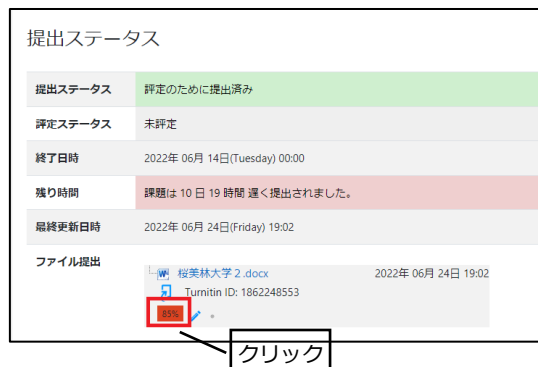 提出ステータス
提出ステータス 評定のために提出済み
評定ステータス 未評定
終了日時 2022年 06月 14日(Tuesday) 00:00
残り時間 課題は 10 日 19 時間 遅く提出されました。
最終更新日時 2022年 06月 24日(Friday) 19:02
ファイル提出
桜美林大学２.docx 2022年 06月 24日 19:02
Turnitin ID: 1862248553
85%
クリック